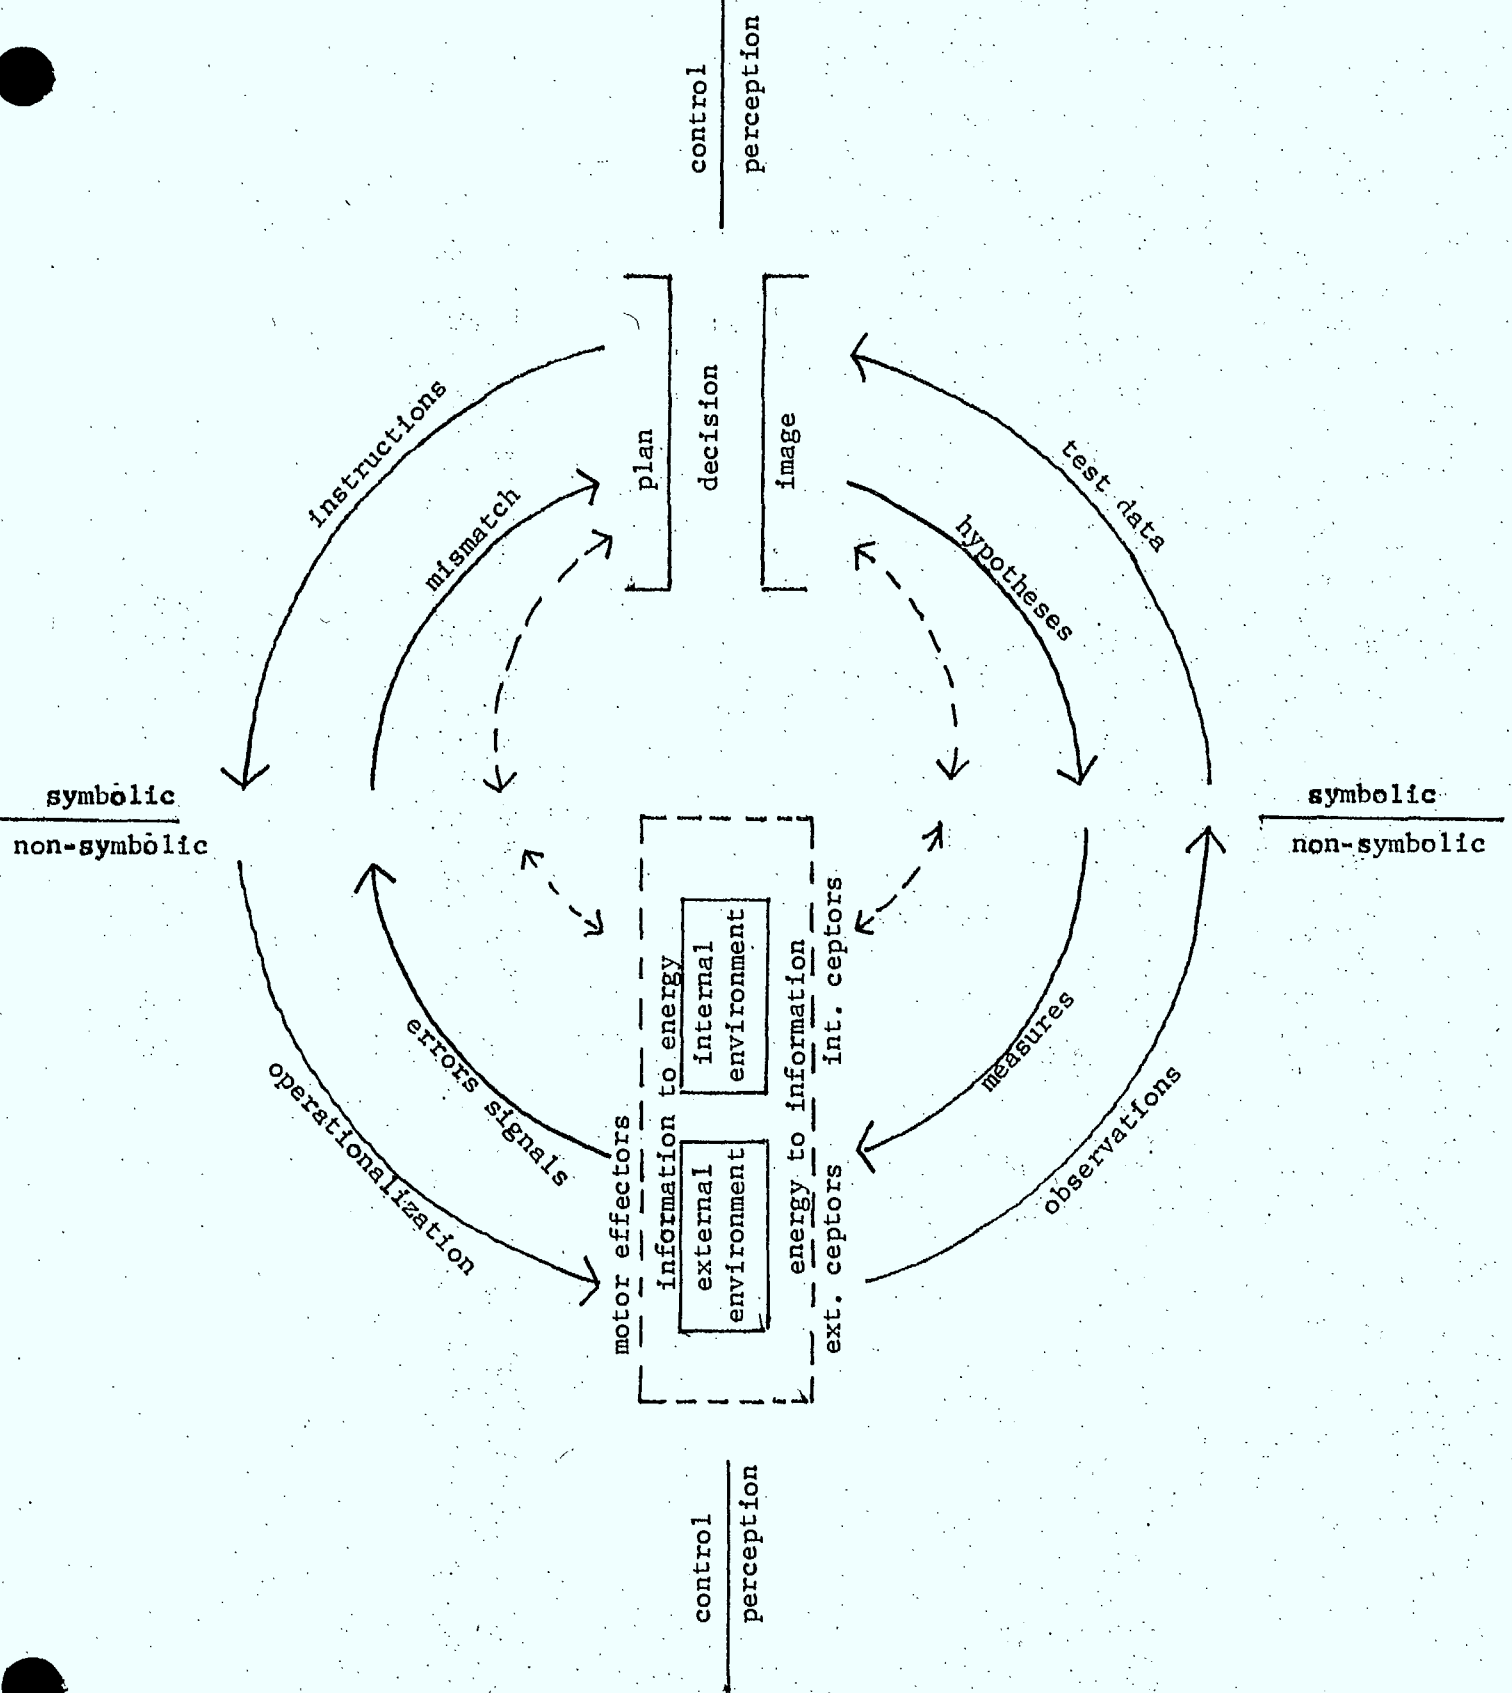 control
perception
instructions
mismatch
plan
decision
image
test data
hypotheses
symbolic
non-symbolic
symbolic
non-symbolic
operationalization
errors signals
motor effectors
information to energy
internal
environment
external
environment
energy to information
int. ceptors
ext. ceptors
measures
observations
control
perception